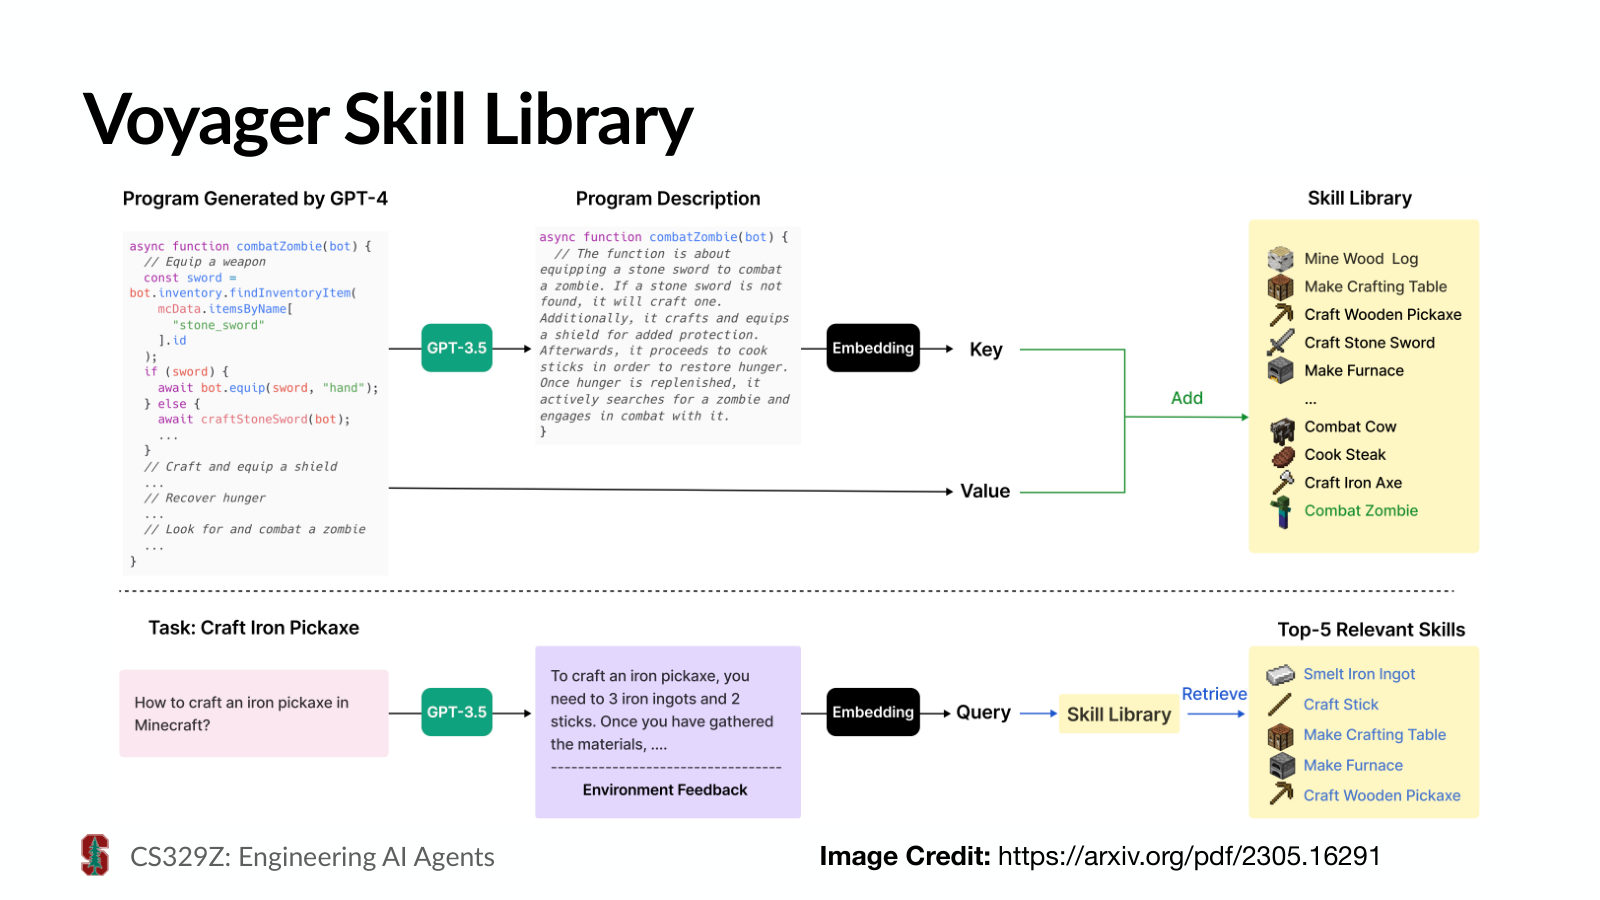 Voyager Skill Library
Program Generated by GPT-4
async function combatZombie(bot) {
// Equip a weapon
const sword =
bot.inventory.findInventoryItem(
mcData.itemsByName[
"stone_sword"
].id
);
if (sword) {
await bot.equip(sword, "hand");
} else {
await craftStoneSword(bot);
...
}
// Craft and equip a shield
...
// Recover hunger
...
// Look for and combat a zombie
...
}
GPT-3.5
Program Description
async function combatZombie(bot) {
// The function is about
equipping a stone sword to combat
a zombie. If a stone sword is not
found, it will craft one.
Additionally, it crafts and equips
a shield for added protection.
Afterwards, it proceeds to cook
sticks in order to restore hunger.
Once hunger is replenished, it
actively searches for a zombie and
engages in combat with it.
}
Embedding
Key
Value
Add
Skill Library
Mine Wood Log
Make Crafting Table
Craft Wooden Pickaxe
Craft Stone Sword
Make Furnace
...
Combat Cow
Cook Steak
Craft Iron Axe
Combat Zombie
Task: Craft Iron Pickaxe
How to craft an iron pickaxe in
Minecraft?
GPT-3.5
To craft an iron pickaxe, you
need to 3 iron ingots and 2
sticks. Once you have gathered
the materials, ....
Environment Feedback
Embedding
Query
Skill Library
Retrieve
Top-5 Relevant Skills
Smelt Iron Ingot
Craft Stick
Make Crafting Table
Make Furnace
Craft Wooden Pickaxe
CS329Z: Engineering AI Agents
Image Credit: https://arxiv.org/pdf/2305.16291